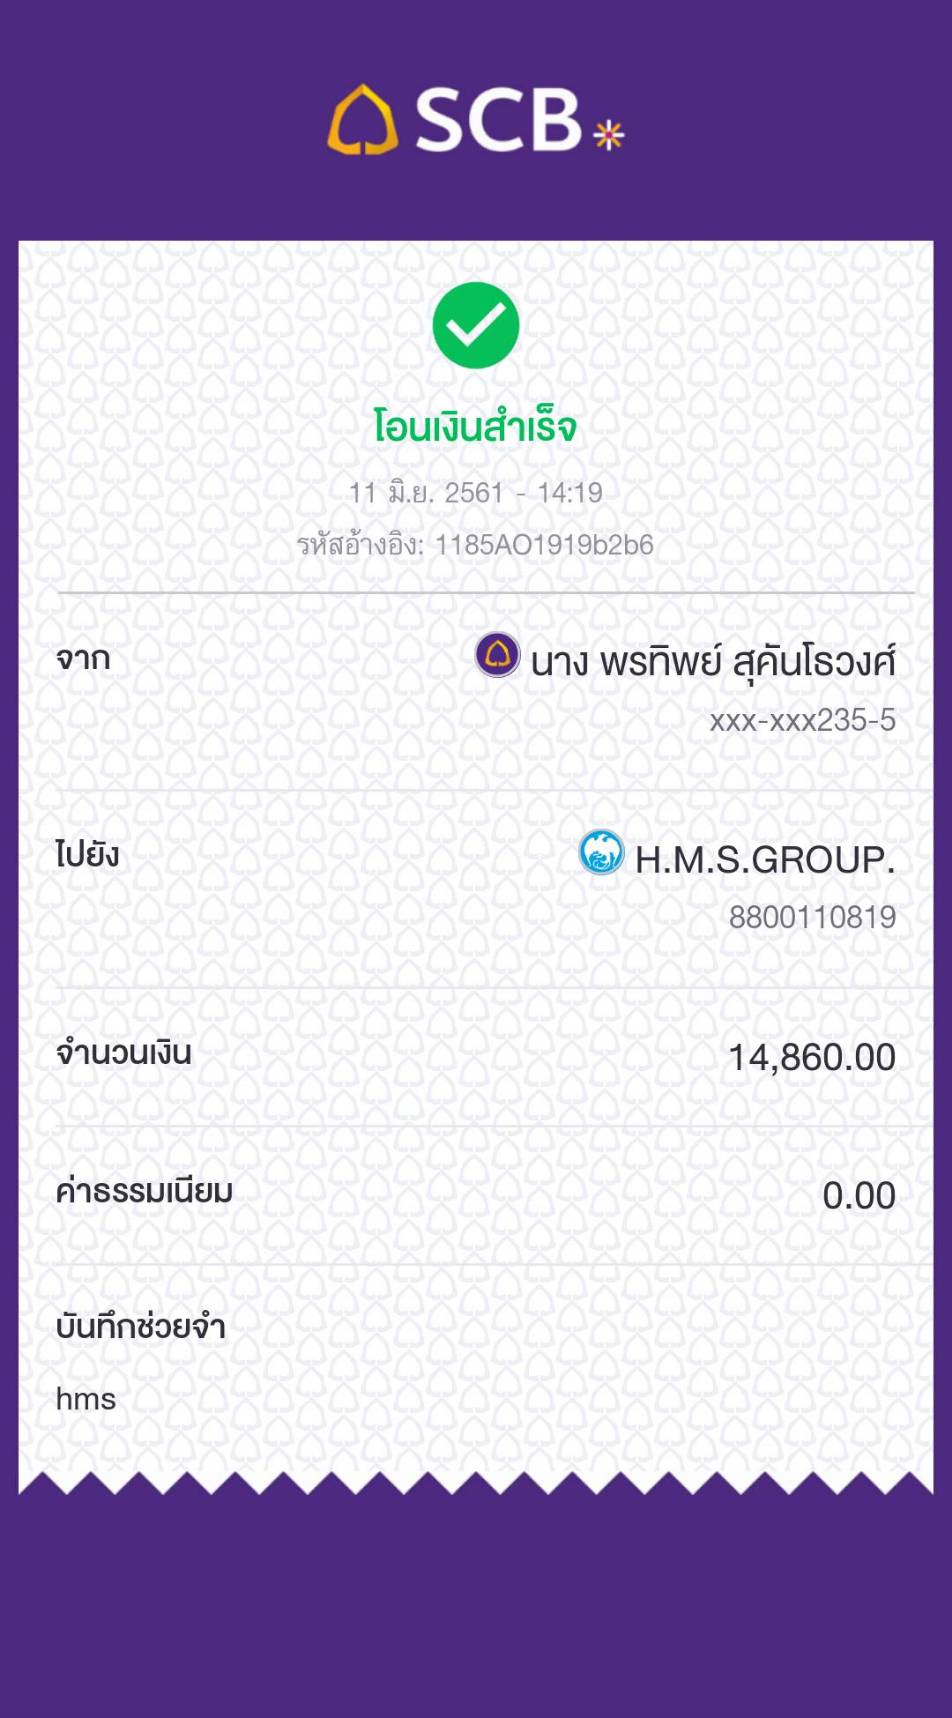 SCB
โอนเงินสำเร็จ
11 มิ.ย. 2561 - 14:19
รหัสอ้างอิง: 1185AO1919b2b6
จาก
นาง พรทิพย์ สุคันโธวงศ์
xxx-xxx235-5
ไปยัง
H.M.S.GROUP.
8800110819
จำนวนเงิน
14,860.00
ค่าธรรมเนียม
0.00
บันทึกช่วยจำ
hms